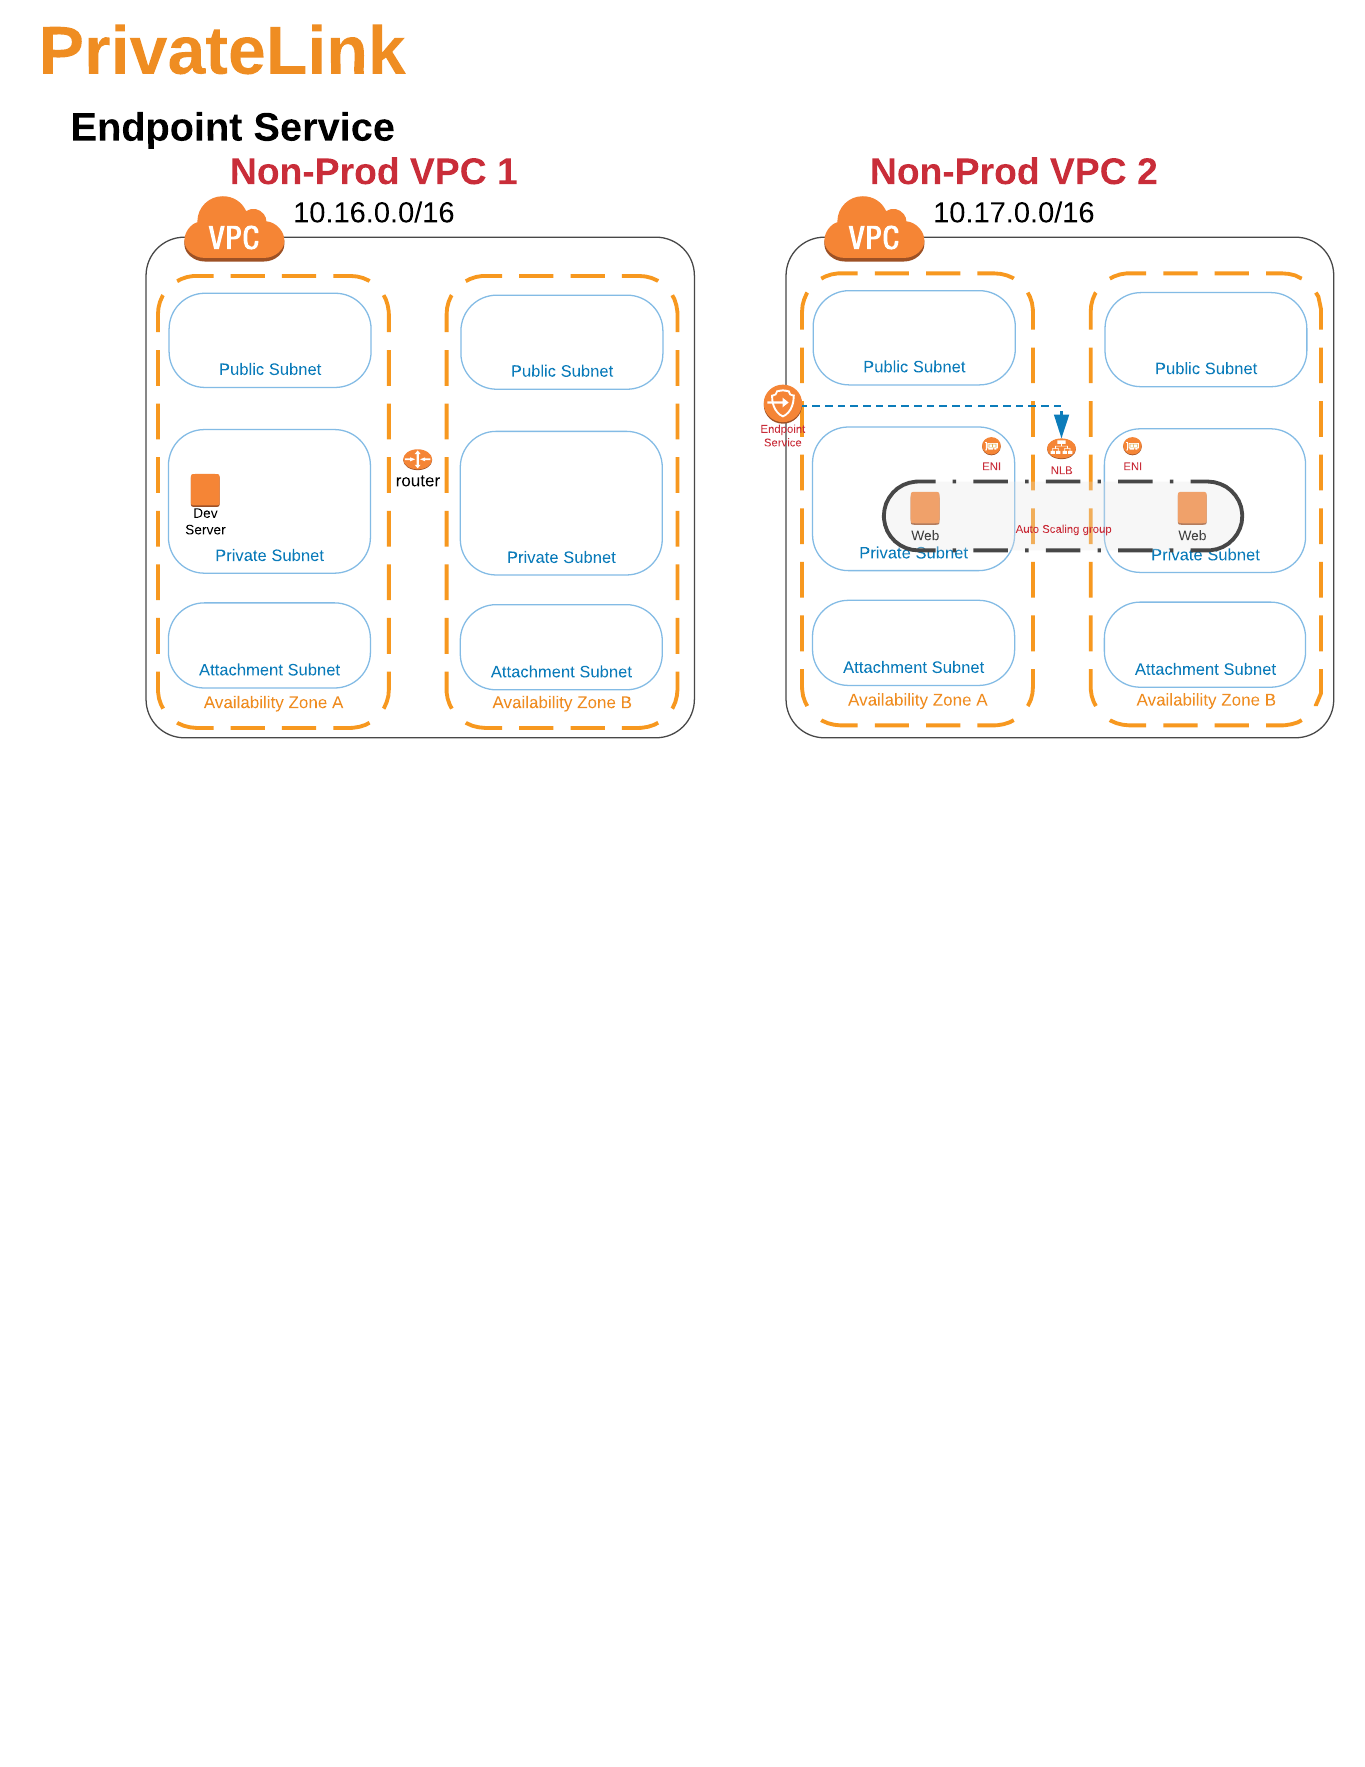 PrivateLink
Endpoint Service
Non-Prod VPC 1
10.16.0.0/16
VPC
Public Subnet
Public Subnet
router
Dev
Server
Private Subnet
Private Subnet
Attachment Subnet
Attachment Subnet
Availability Zone A
Availability Zone B
Non-Prod VPC 2
10.17.0.0/16
VPC
Public Subnet
Public Subnet
Endpoint
Service
ENI
NLB
ENI
Auto Scaling group
Web
Web
Private Subnet
Private Subnet
Attachment Subnet
Attachment Subnet
Availability Zone A
Availability Zone B